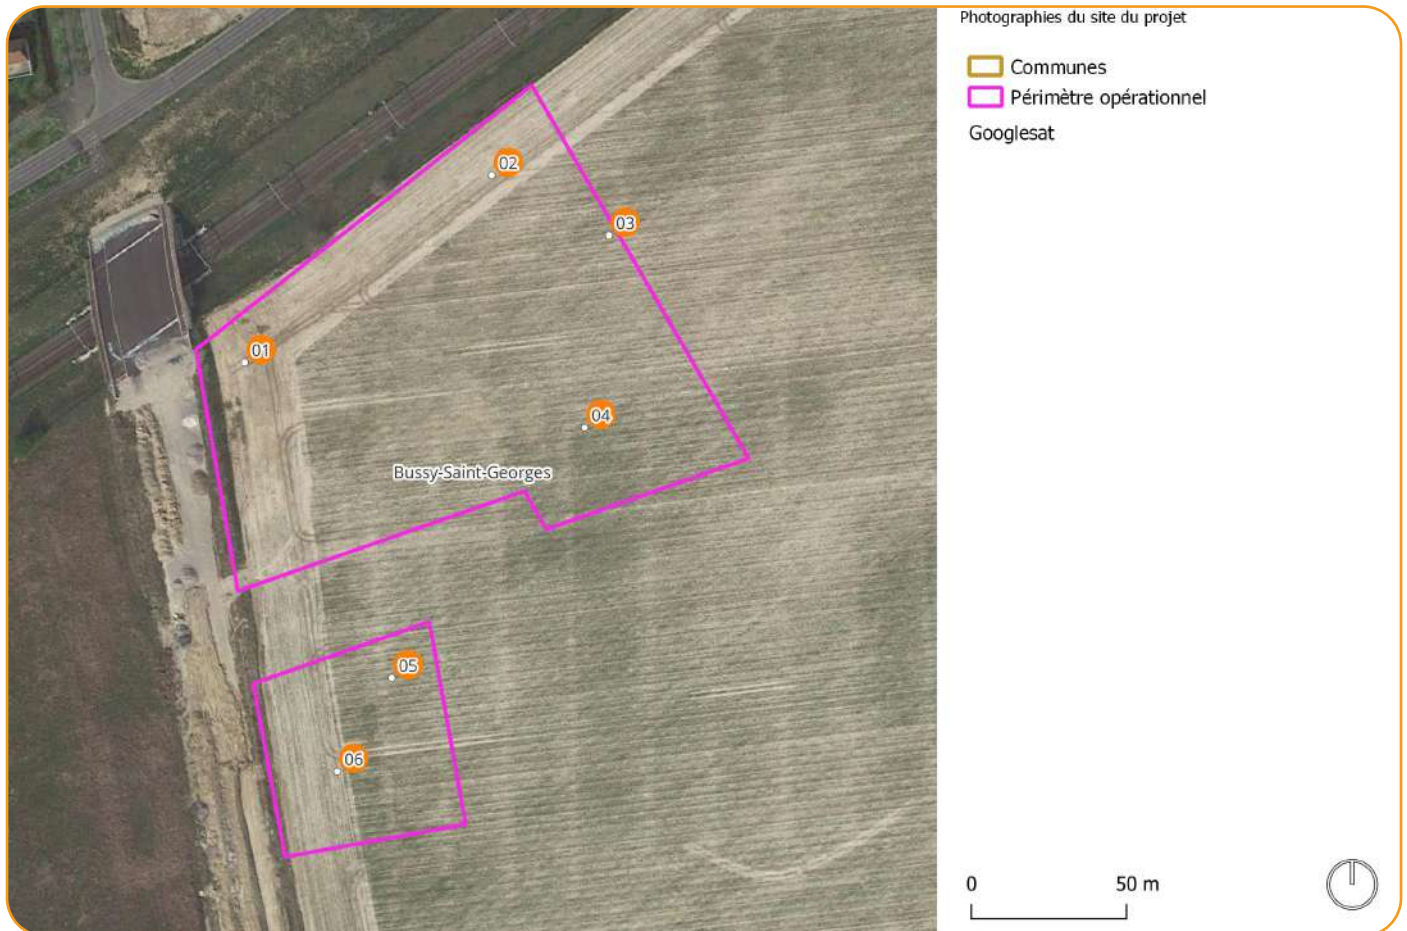 Photographies du site du projet
Communes
Périmètre opérationnel
Googlesat
02
03
01
04
Bussy-Saint-Georges
05
06
0 50 m